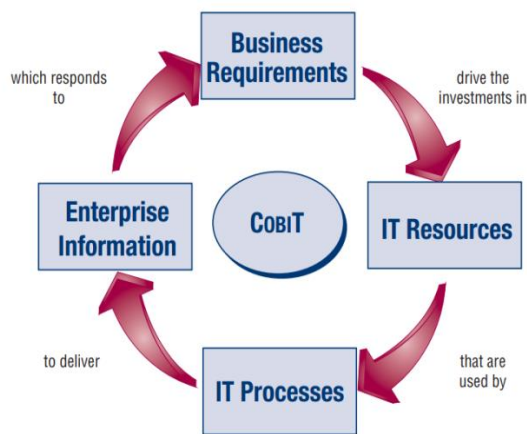 Business
Requirements
drive the
investments in
IT Resources
that are
used by
IT Processes
to deliver
Enterprise
Information
which responds
to
COBIT